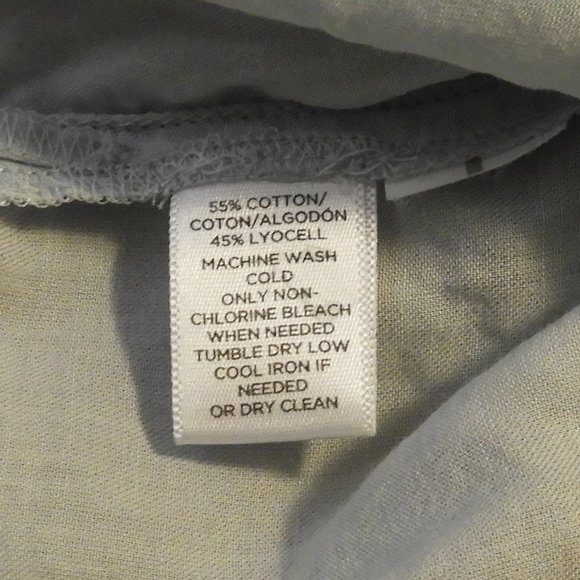 55% COTTON/
COTON/ALGODÓN
45% LYOCELL
MACHINE WASH
COLD
ONLY NON-
CHLORINE BLEACH
WHEN NEEDED
TUMBLE DRY LOW
COOL IRON IF
NEEDED
OR DRY CLEAN